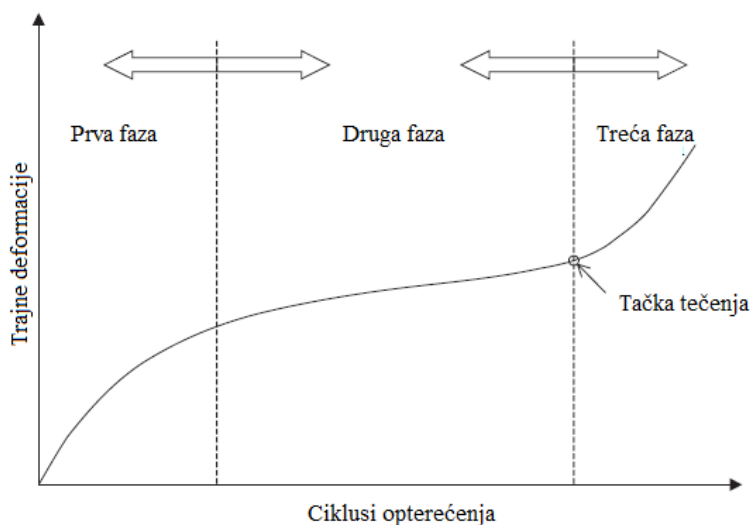 Prva faza
Druga faza
Treća faza
Trajne deformacije
Tačka tečenja
Ciklusi opterećenja